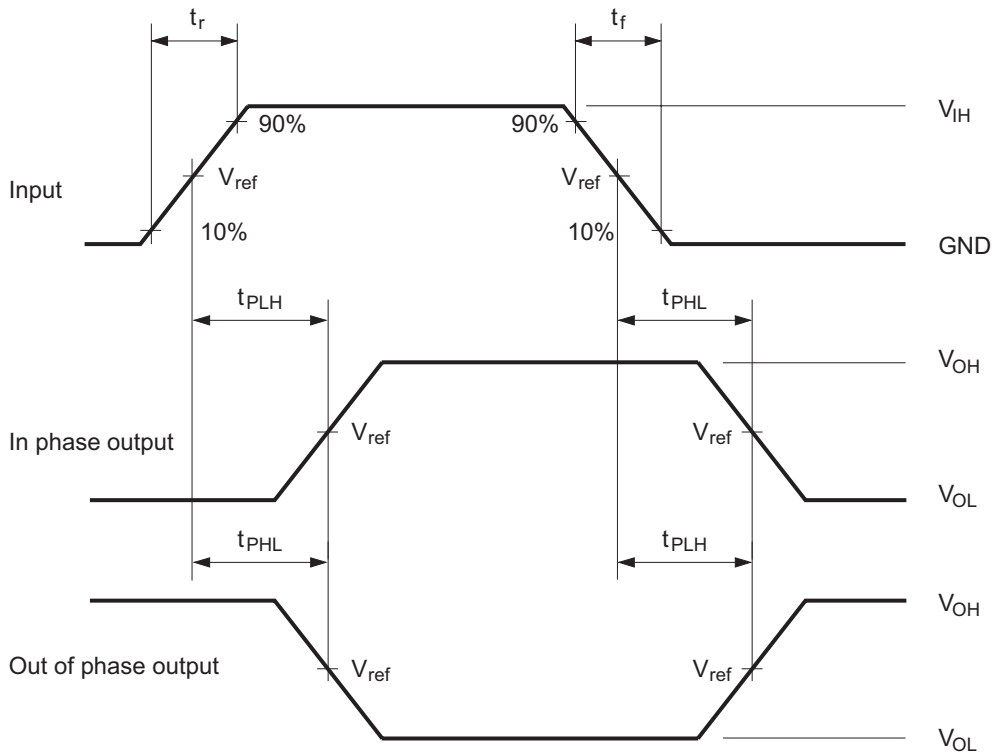 tr tf
90% 90% VIH
Input Vref Vref
10% 10% GND
tPLH tPHL
VOH
In phase output Vref Vref
VOL
tPHL tPLH
VOH
Out of phase output Vref Vref
VOL